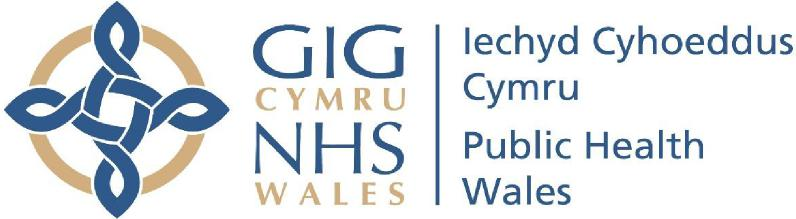 GIG
CYMRU
NHS
WALES
Iechyd Cyhoeddus
Cymru
Public Health
Wales